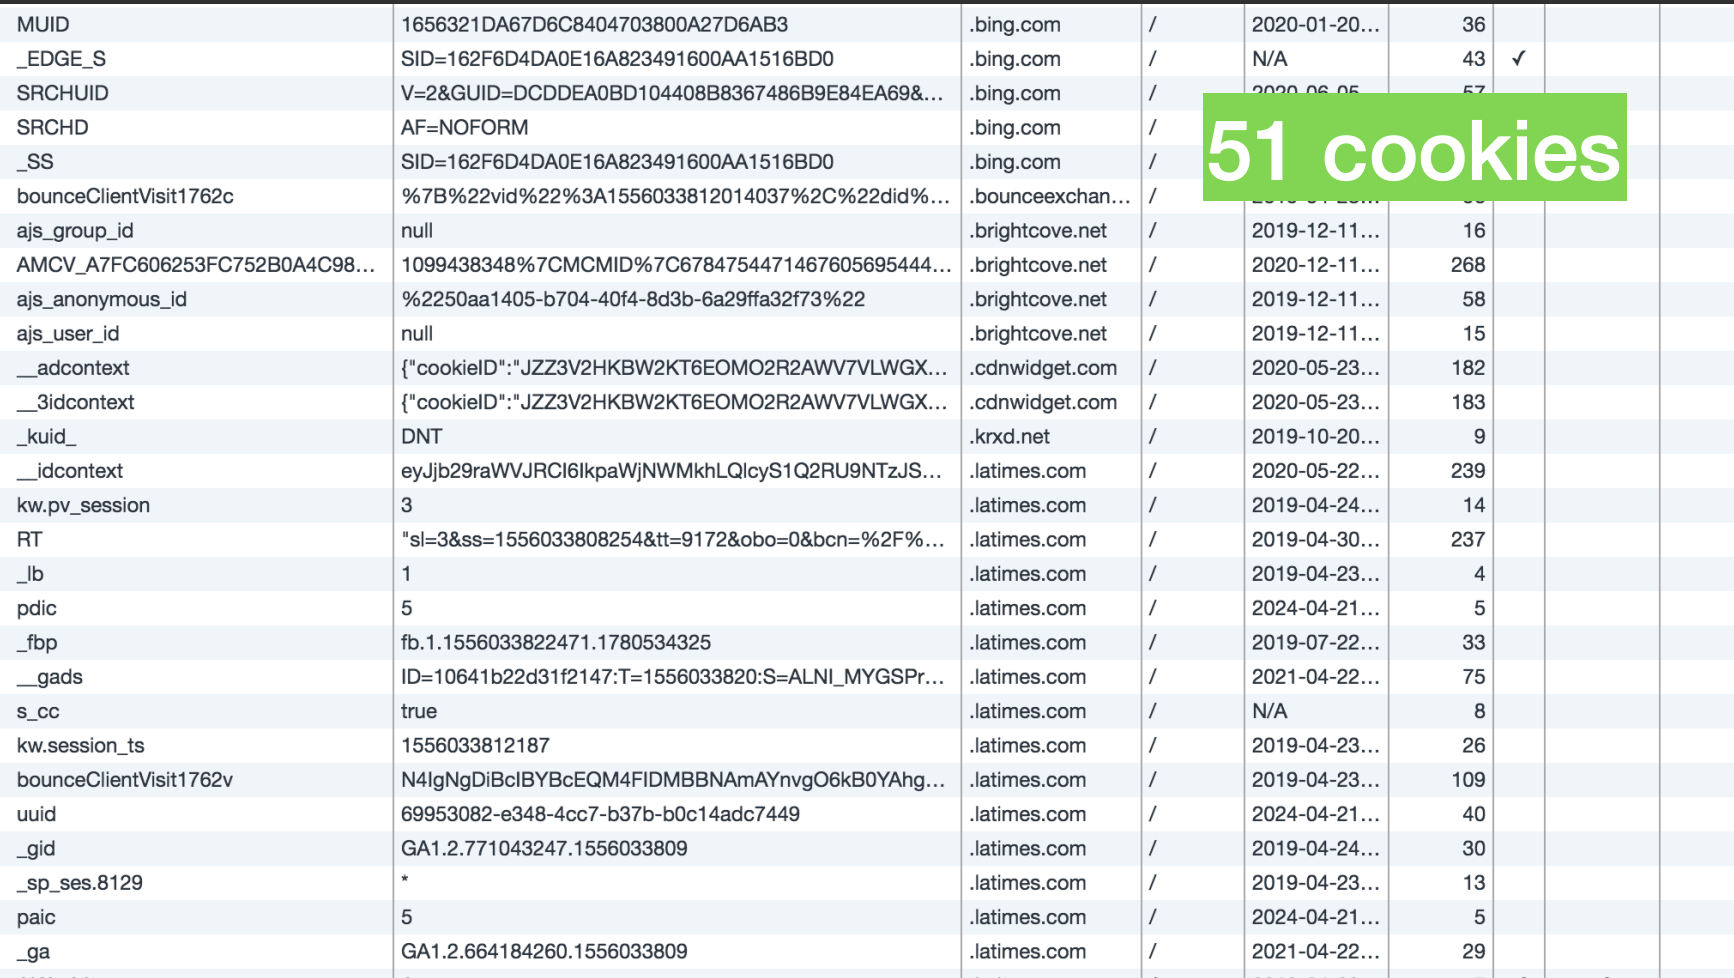 MUID 1656321DA67D6C8404703800A27D6AB3 .bing.com / 2020-01-20... 36
_EDGE_S SID=162F6D4DA0E16A823491600AA1516BD0 .bing.com / N/A 43 ✓
SRCHUID V=2&GUID=DCDDEA0BD104408B8367486B9E84EA69&... .bing.com / 2020-06-05 57
SRCHD AF=NOFORM .bing.com /
51 cookies
_SS SID=162F6D4DA0E16A823491600AA1516BD0 .bing.com /
bounceClientVisit1762c %7B%22vid%22%3A1556033812014037%2C%22did%... .bounceexchan... /
ajs_group_id null .brightcove.net / 2019-12-11... 16
AMCV_A7FC606253FC752B0A4C98... 1099438348%7CMCMID%7C67847544714676056954444... .brightcove.net / 2020-12-11... 268
ajs_anonymous_id %2250aa1405-b704-40f4-8d3b-6a29ffa32f73%22 .brightcove.net / 2019-12-11... 58
ajs_user_id null .brightcove.net / 2019-12-11... 15
__adcontext {"cookieID":"JZZ3V2HKBW2KT6EOMO2R2AWV7VLWGX... .cdnwidget.com / 2020-05-23... 182
__3idcontext {"cookieID":"JZZ3V2HKBW2KT6EOMO2R2AWV7VLWGX... .cdnwidget.com / 2020-05-23... 183
_kuid_ DNT .krxd.net / 2019-10-20... 9
__idcontext eyJjb29raWVJRCI6IkpaWjNWMkhLQlcyS1Q2RU9NTzJS... .latimes.com / 2020-05-22... 239
kw.pv_session 3 .latimes.com / 2019-04-24... 14
RT "sl=3&ss=1556033808254&tt=9172&obo=0&bcn=%2F%... .latimes.com / 2019-04-30... 237
_lb 1 .latimes.com / 2019-04-23... 4
pdic 5 .latimes.com / 2024-04-21... 5
_fbp fb.1.1556033822471.1780534325 .latimes.com / 2019-07-22... 33
__gads ID=10641b22d31f2147:T=1556033820:S=ALNI_MYGSPr... .latimes.com / 2021-04-22... 75
s_cc true .latimes.com / N/A 8
kw.session_ts 1556033812187 .latimes.com / 2019-04-23... 26
bounceClientVisit1762v N4IgNgDiBcIBYBcEQM4FIDMBBNAmAYnvgO6kB0YAhg... .latimes.com / 2019-04-23... 109
uuid 69953082-e348-4cc7-b37b-b0c14adc7449 .latimes.com / 2024-04-21... 40
_gid GA1.2.771043247.1556033809 .latimes.com / 2019-04-24... 30
_sp_ses.8129 * .latimes.com / 2019-04-23... 13
paic 5 .latimes.com / 2024-04-21... 5
_ga GA1.2.664184260.1556033809 .latimes.com / 2021-04-22... 29